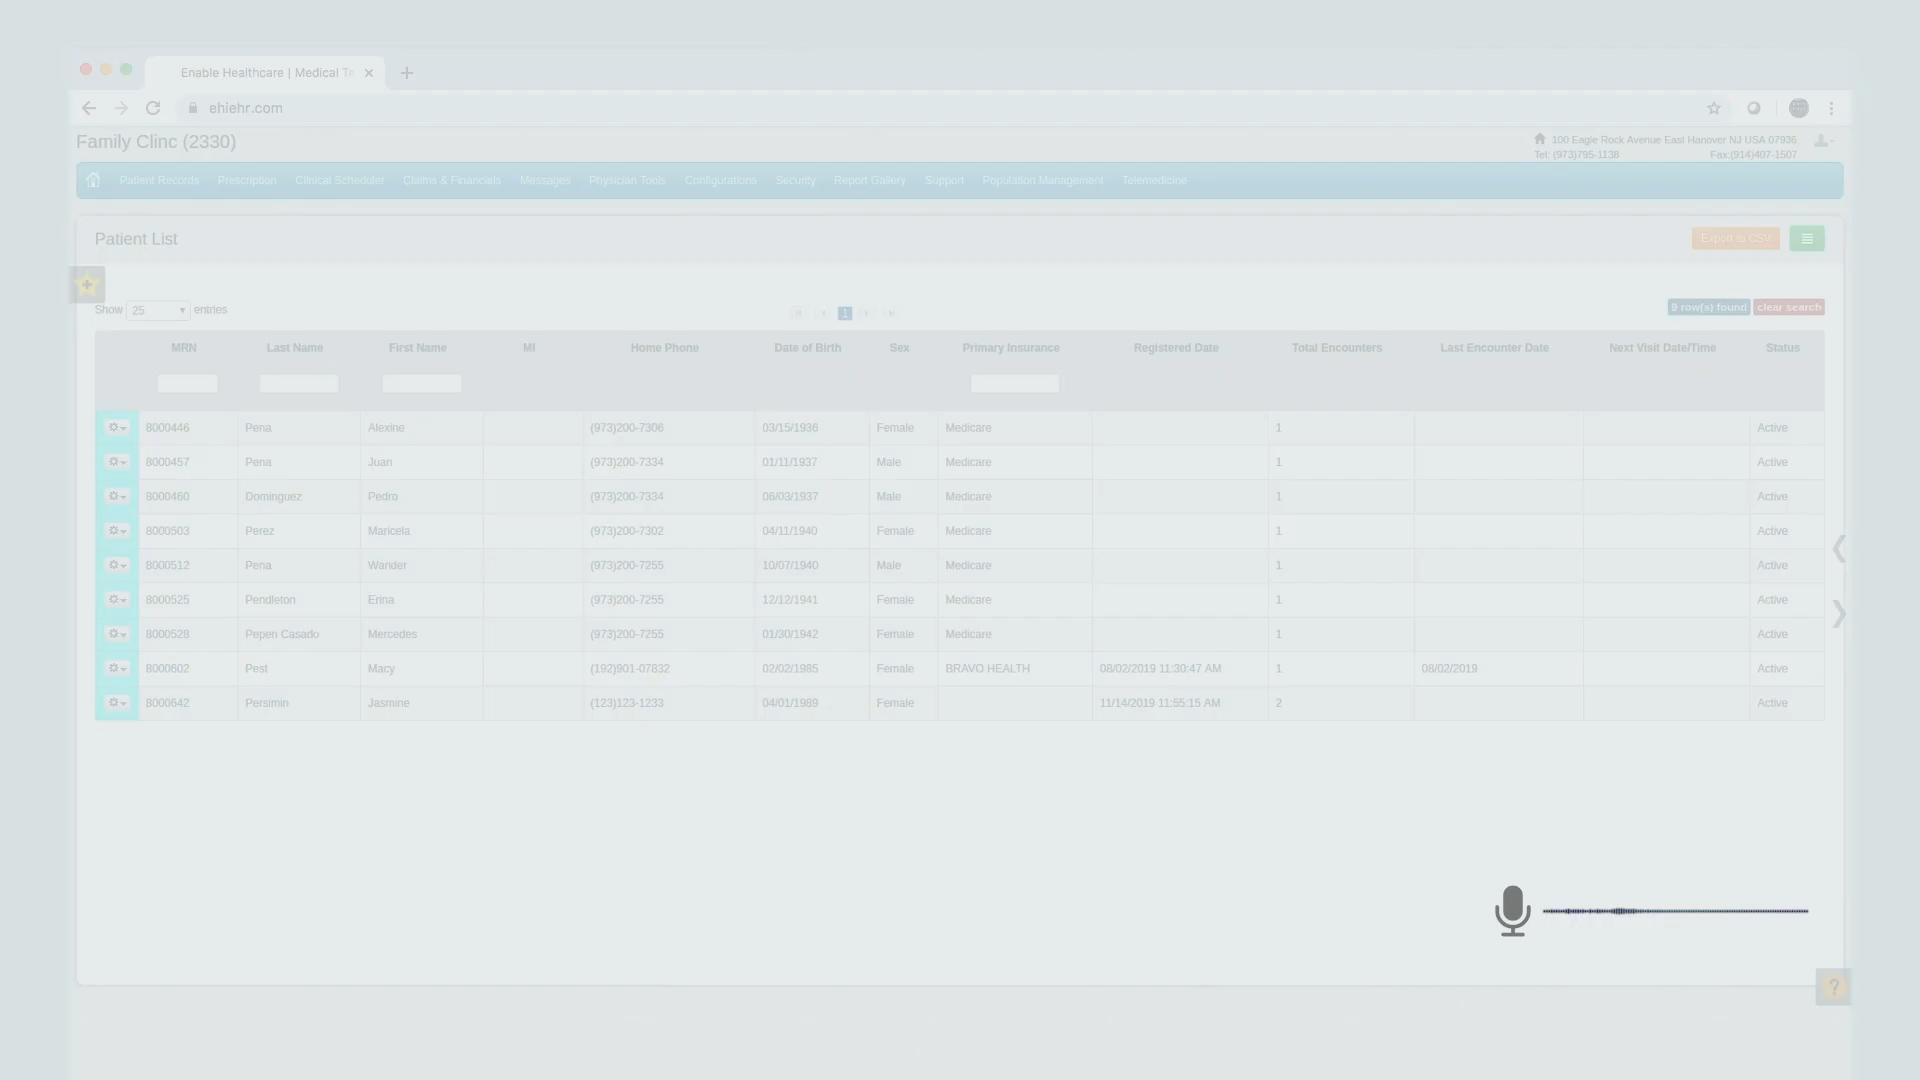 Enable Healthcare | Medical Tr
ehiehr.com
Family Clinc (2330)
100 Eagle Rock Avenue East Hanover NJ USA 07936
Tel: (973)795-1138 Fax:(914)407-1507
Patient Records Prescription Clinical Scheduler Claims & Financials Messages Physician Tools Configurations Security Report Gallery Support Population Management Telemedicine
Patient List
Export to CSV
Show 25 entries
1
9 row(s) found clear search
MRN Last Name First Name MI Home Phone Date of Birth Sex Primary Insurance Registered Date Total Encounters Last Encounter Date Next Visit Date/Time Status
8000446 Pena Alexine (973)200-7306 03/15/1936 Female Medicare 1 Active
8000457 Pena Juan (973)200-7334 01/11/1937 Male Medicare 1 Active
8000460 Dominguez Pedro (973)200-7334 06/03/1937 Male Medicare 1 Active
8000503 Perez Maricela (973)200-7302 04/11/1940 Female Medicare 1 Active
8000512 Pena Wander (973)200-7255 10/07/1940 Male Medicare 1 Active
8000525 Pendleton Erina (973)200-7255 12/12/1941 Female Medicare 1 Active
8000528 Pepen Casado Mercedes (973)200-7255 01/30/1942 Female Medicare 1 Active
8000602 Pest Macy (192)901-07832 02/02/1985 Female BRAVO HEALTH 08/02/2019 11:30:47 AM 1 08/02/2019 Active
8000642 Persimin Jasmine (123)123-1233 04/01/1989 Female 11/14/2019 11:55:15 AM 2 Active
?